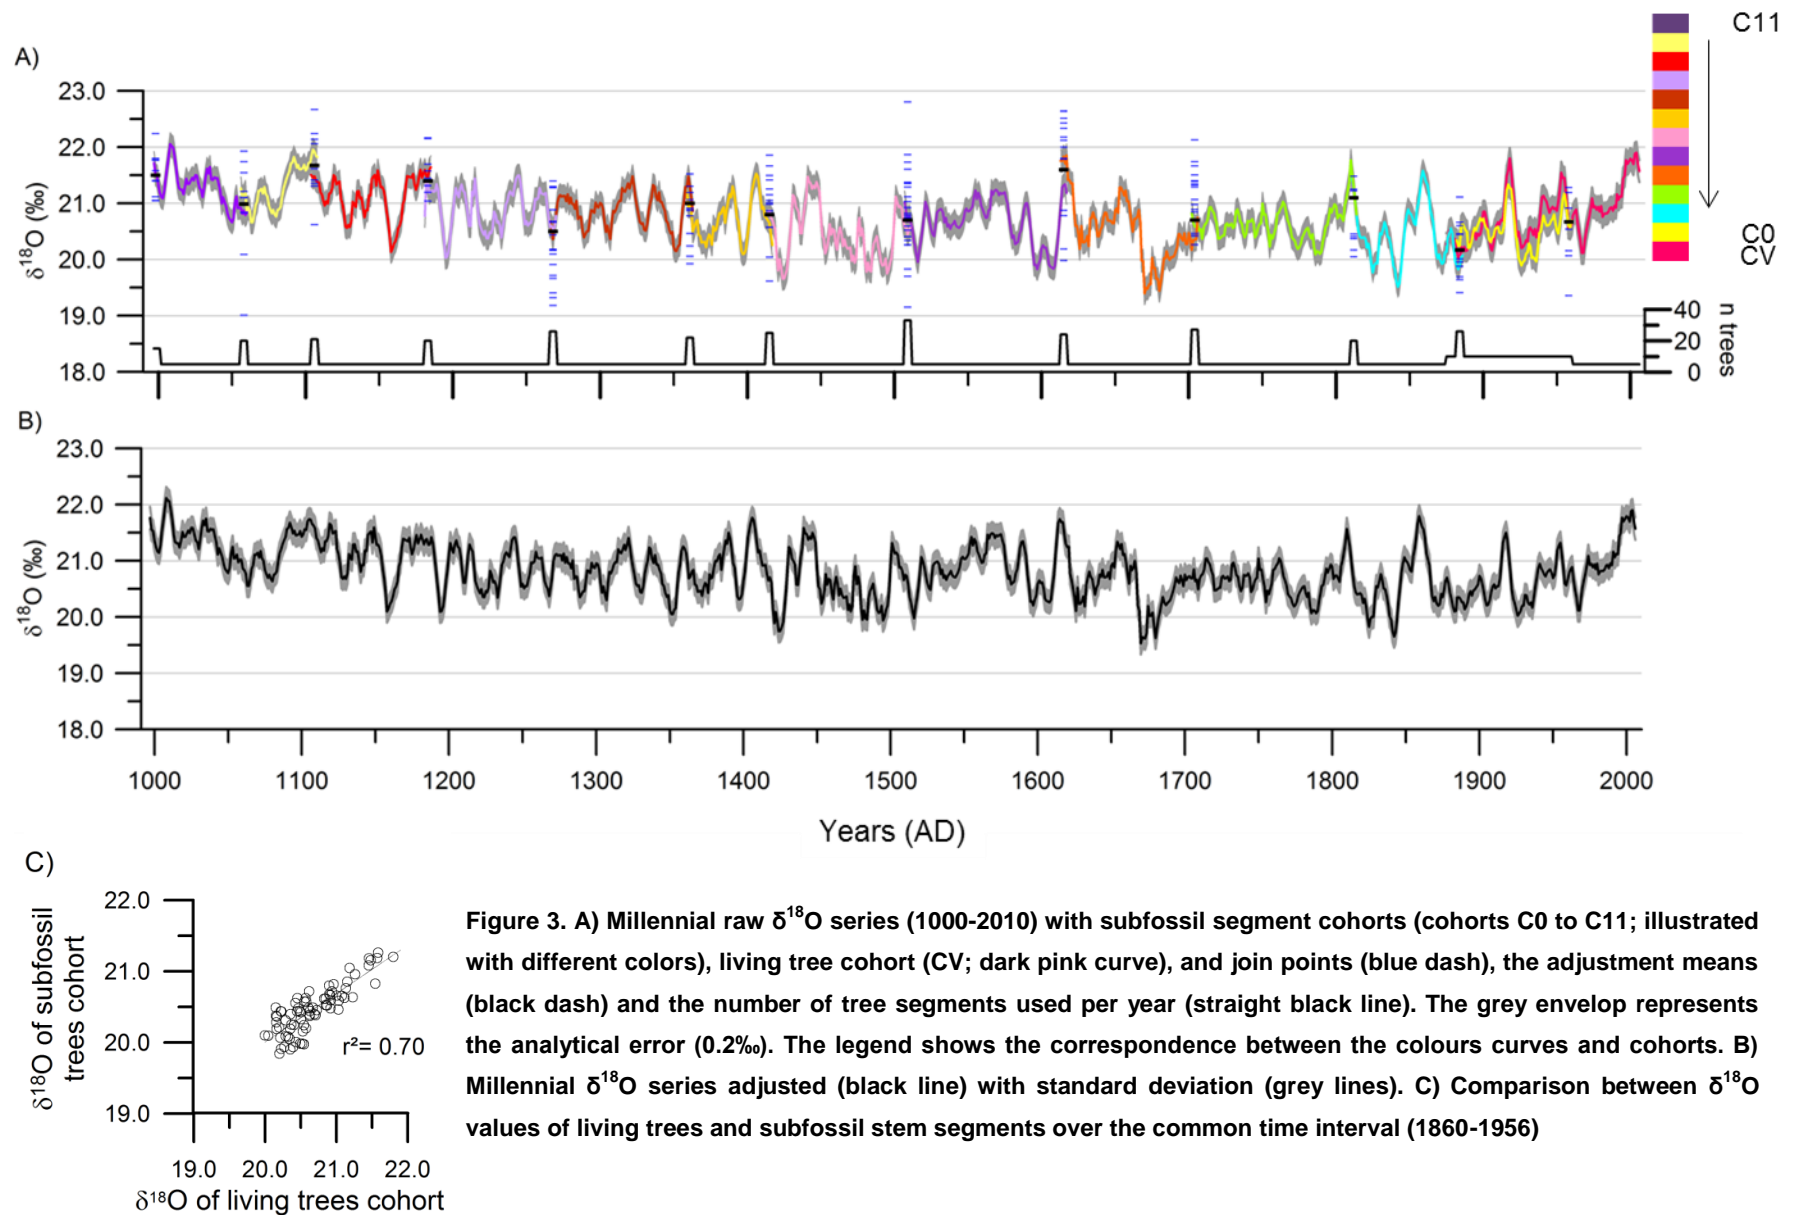 A)
C11
C0
CV
23.0
22.0
21.0
20.0
19.0
18.0
δ¹⁸O (‰)
40
20
0
n trees
B)
23.0
22.0
21.0
20.0
19.0
18.0
δ¹⁸O (‰)
1000 1100 1200 1300 1400 1500 1600 1700 1800 1900 2000
Years (AD)
C)
22.0
21.0
20.0
19.0
δ¹⁸O of subfossil
trees cohort
r²= 0.70
19.0 20.0 21.0 22.0
δ¹⁸O of living trees cohort
Figure 3. A) Millennial raw δ¹⁸O series (1000-2010) with subfossil segment cohorts (cohorts C0 to C11; illustrated
with different colors), living tree cohort (CV; dark pink curve), and join points (blue dash), the adjustment means
(black dash) and the number of tree segments used per year (straight black line). The grey envelop represents
the analytical error (0.2‰). The legend shows the correspondence between the colours curves and cohorts. B)
Millennial δ¹⁸O series adjusted (black line) with standard deviation (grey lines). C) Comparison between δ¹⁸O
values of living trees and subfossil stem segments over the common time interval (1860-1956)